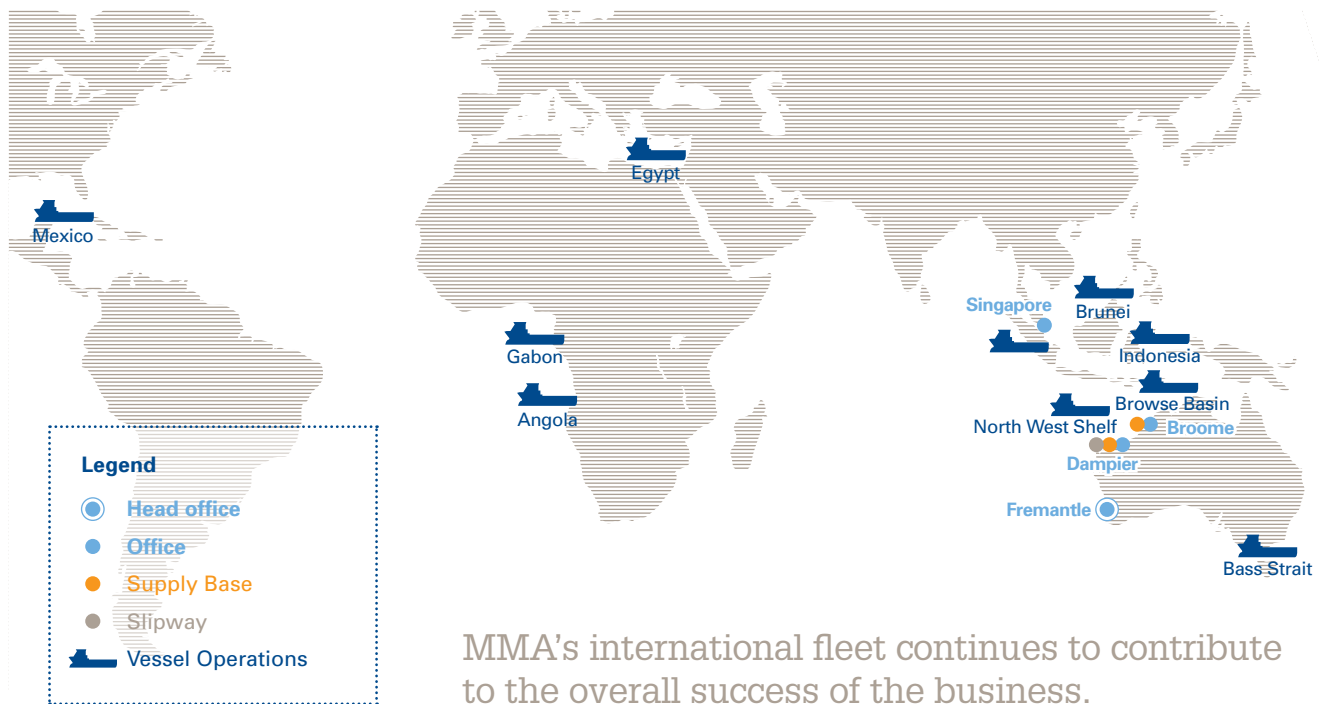 Egypt
Mexico
Singapore
Brunei
Gabon
Indonesia
Angola
Browse Basin
North West Shelf
Broome
Dampier
Fremantle
Bass Strait
Legend
Head office
Office
Supply Base
Slipway
Vessel Operations
MMA's international fleet continues to contribute
to the overall success of the business.